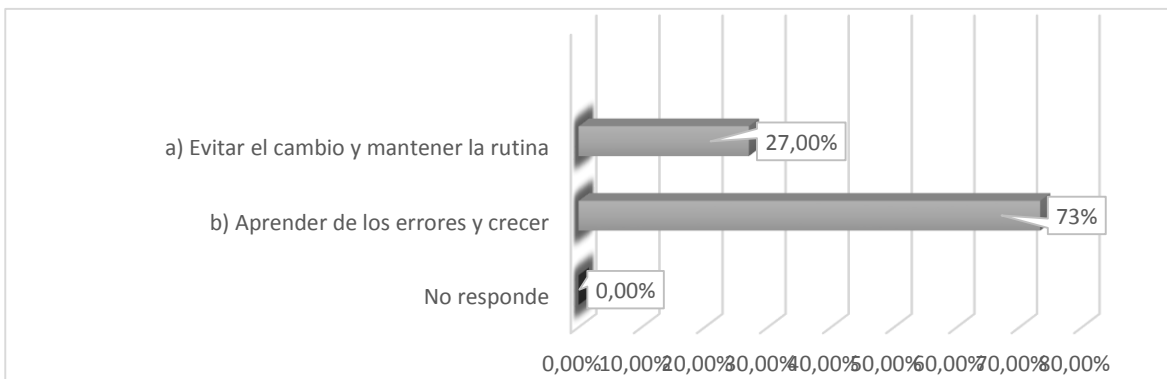 a) Evitar el cambio y mantener la rutina
27,00%
b) Aprender de los errores y crecer
73%
No responde
0,00%
0,00% 10,00% 20,00% 30,00% 40,00% 50,00% 60,00% 70,00% 80,00%